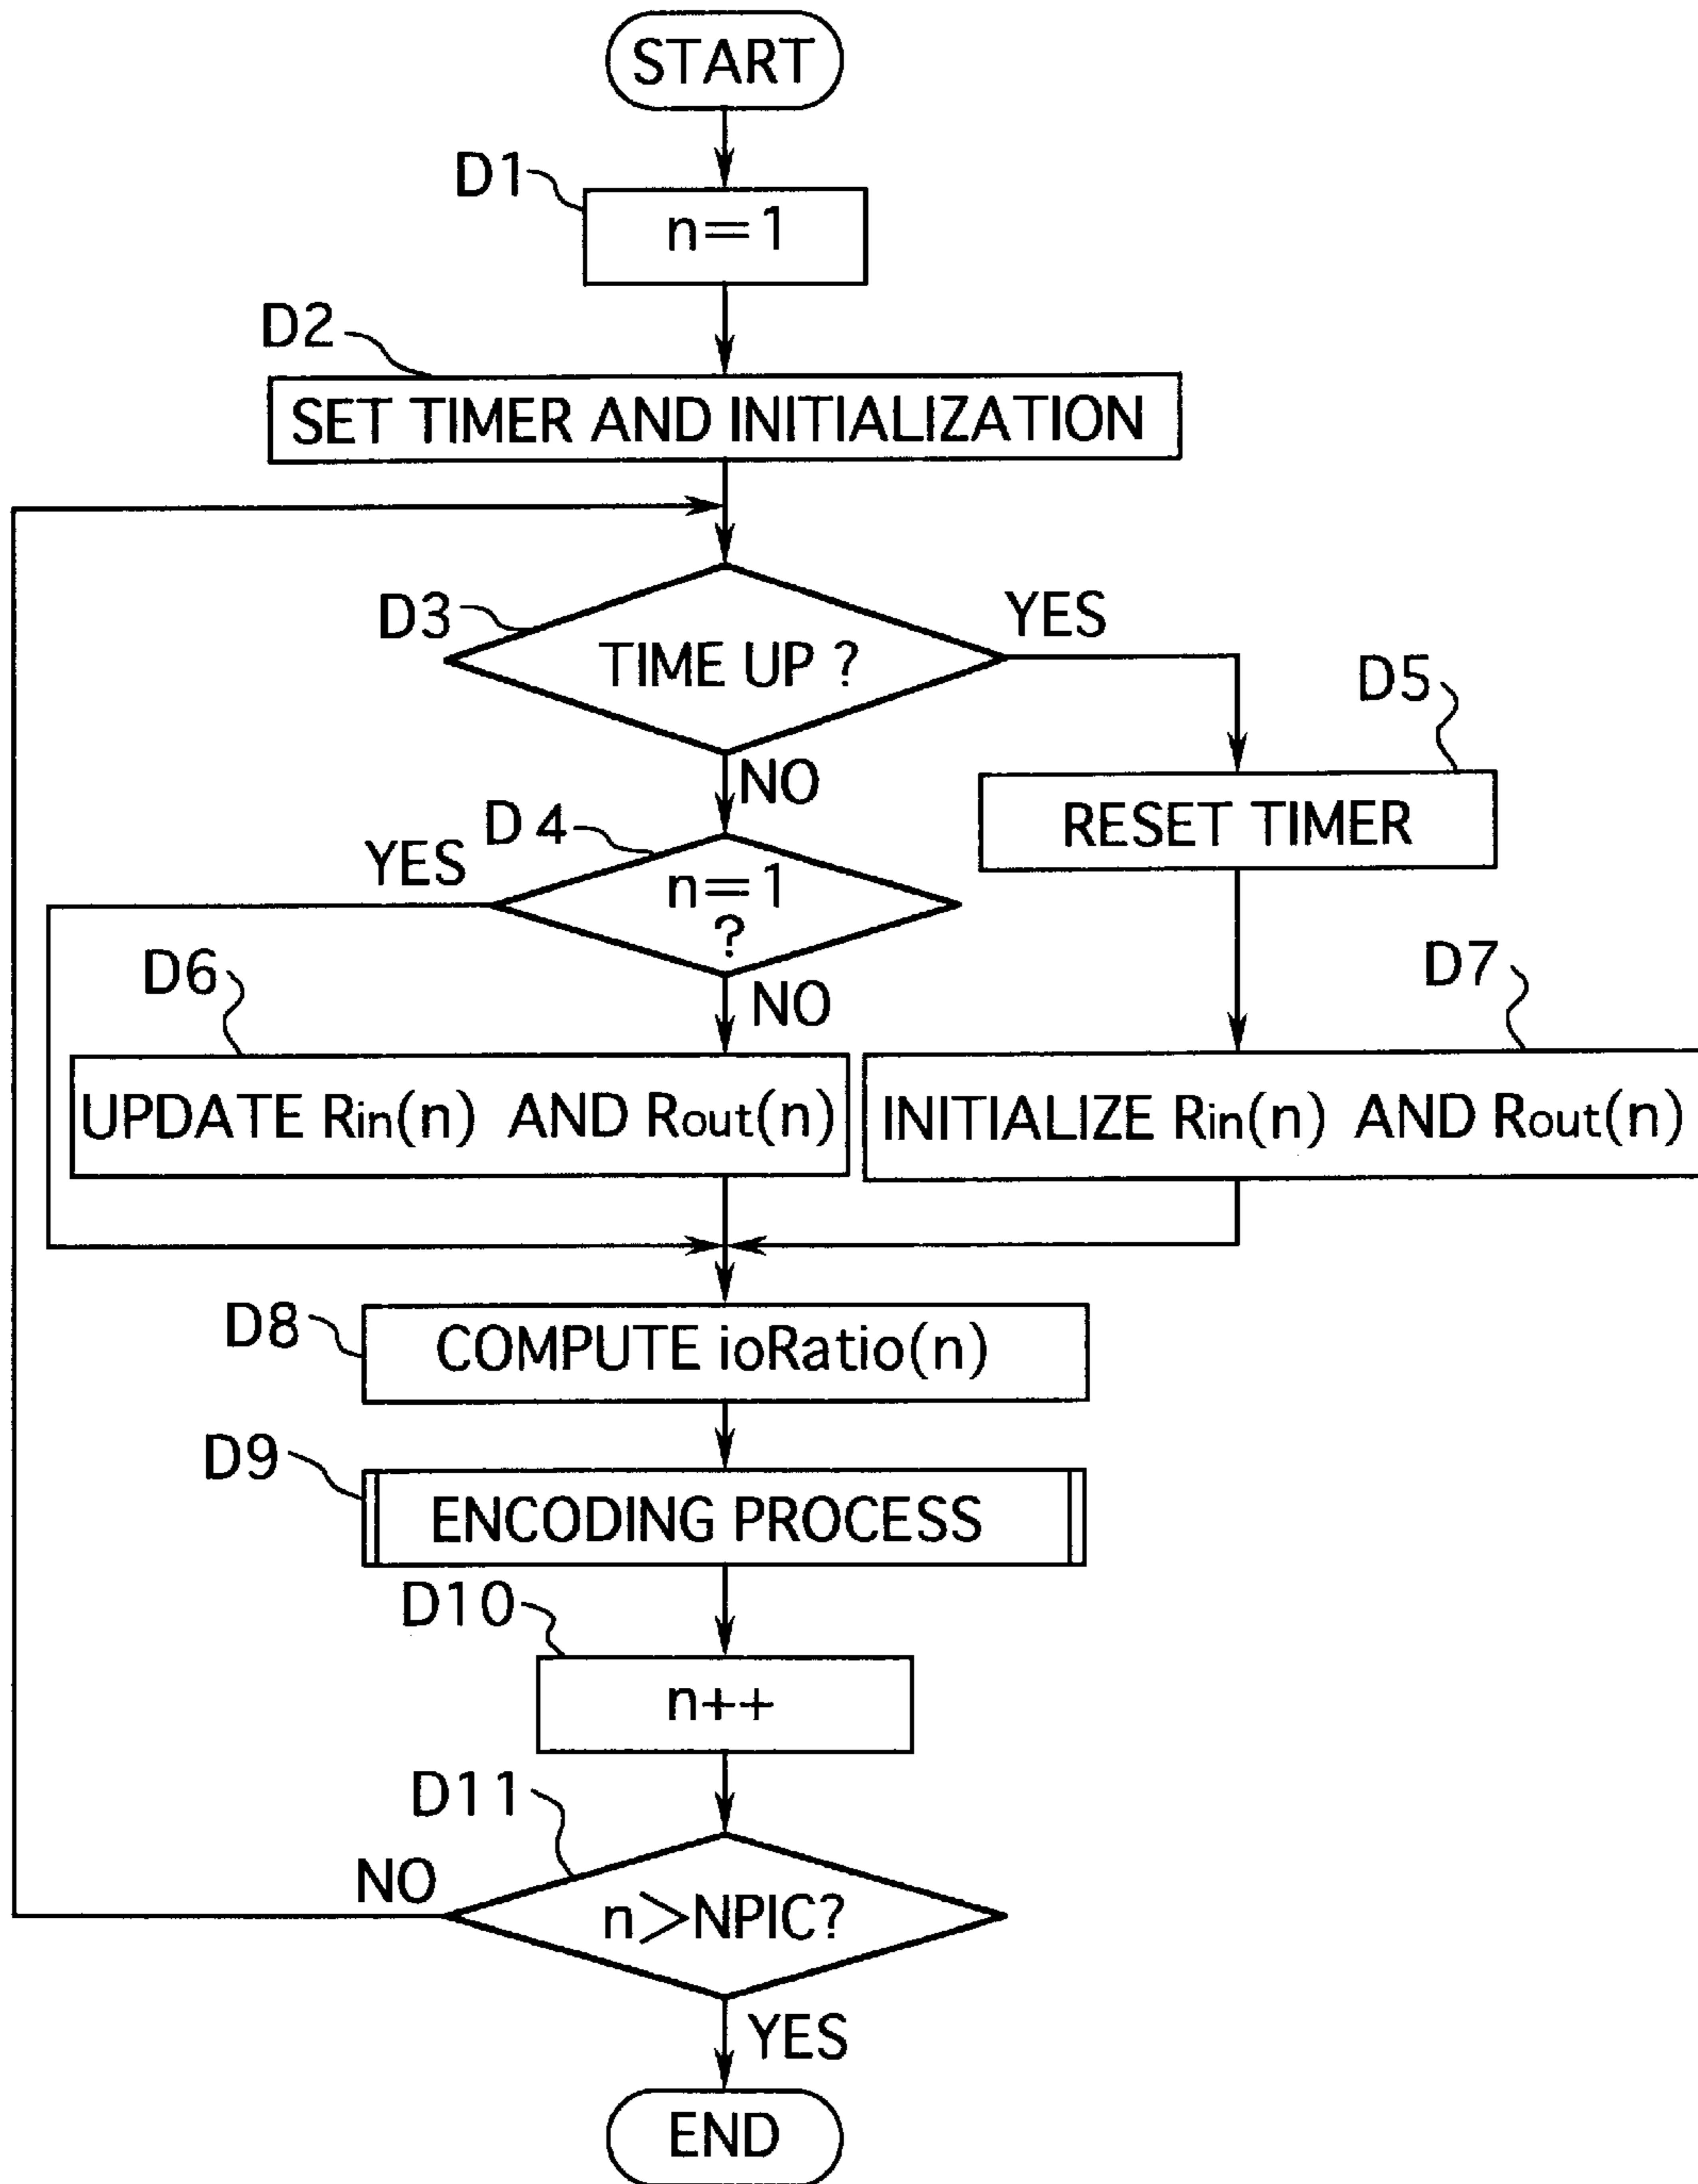 START
D1
n=1
D2
SET TIMER AND INITIALIZATION
D3
TIME UP ?
YES
D5
RESET TIMER
NO
D4
YES
n=1
?
D6
NO
D7
UPDATE Rin(n) AND Rout(n)
INITIALIZE Rin(n) AND Rout(n)
D8
COMPUTE ioRatio(n)
D9
ENCODING PROCESS
D10
n++
D11
NO
n>NPIC?
YES
END